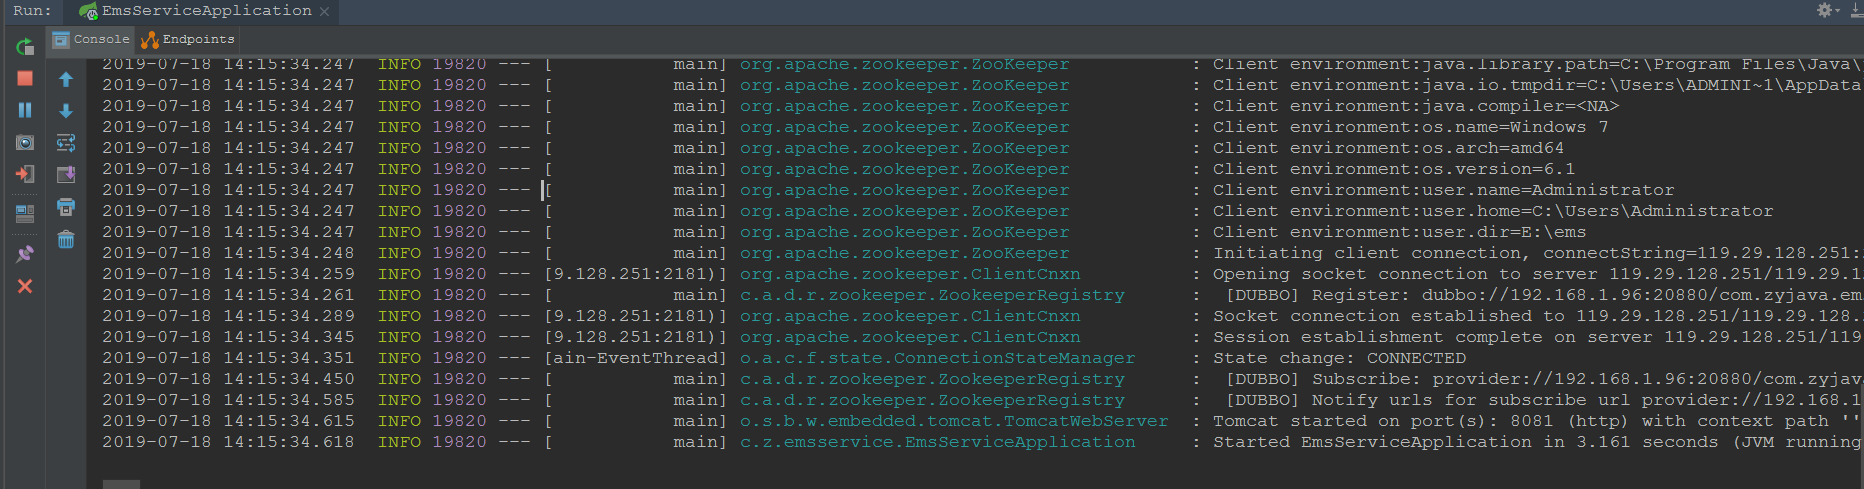 Run: EmsServiceApplication
Console Endpoints
2019-07-18 14:15:34.247 INFO 19820 --- [ main] org.apache.zookeeper.ZooKeeper : Client environment:java.library.path=C:\Program Files\Java\
2019-07-18 14:15:34.247 INFO 19820 --- [ main] org.apache.zookeeper.ZooKeeper : Client environment:java.io.tmpdir=C:\Users\ADMINI~1\AppData
2019-07-18 14:15:34.247 INFO 19820 --- [ main] org.apache.zookeeper.ZooKeeper : Client environment:java.compiler=<NA>
2019-07-18 14:15:34.247 INFO 19820 --- [ main] org.apache.zookeeper.ZooKeeper : Client environment:os.name=Windows 7
2019-07-18 14:15:34.247 INFO 19820 --- [ main] org.apache.zookeeper.ZooKeeper : Client environment:os.arch=amd64
2019-07-18 14:15:34.247 INFO 19820 --- [ main] org.apache.zookeeper.ZooKeeper : Client environment:os.version=6.1
2019-07-18 14:15:34.247 INFO 19820 --- [ main] org.apache.zookeeper.ZooKeeper : Client environment:user.name=Administrator
2019-07-18 14:15:34.247 INFO 19820 --- [ main] org.apache.zookeeper.ZooKeeper : Client environment:user.home=C:\Users\Administrator
2019-07-18 14:15:34.247 INFO 19820 --- [ main] org.apache.zookeeper.ZooKeeper : Client environment:user.dir=E:\ems
2019-07-18 14:15:34.248 INFO 19820 --- [ main] org.apache.zookeeper.ZooKeeper : Initiating client connection, connectString=119.29.128.251:
2019-07-18 14:15:34.259 INFO 19820 --- [9.128.251:2181)] org.apache.zookeeper.ClientCnxn : Opening socket connection to server 119.29.128.251/119.29.1
2019-07-18 14:15:34.261 INFO 19820 --- [ main] c.a.d.r.zookeeper.ZookeeperRegistry : [DUBBO] Register: dubbo://192.168.1.96:20880/com.zyjava.em
2019-07-18 14:15:34.289 INFO 19820 --- [9.128.251:2181)] org.apache.zookeeper.ClientCnxn : Socket connection established to 119.29.128.251/119.29.128.
2019-07-18 14:15:34.345 INFO 19820 --- [9.128.251:2181)] org.apache.zookeeper.ClientCnxn : Session establishment complete on server 119.29.128.251/119
2019-07-18 14:15:34.351 INFO 19820 --- [ain-EventThread] o.a.c.f.state.ConnectionStateManager : State change: CONNECTED
2019-07-18 14:15:34.450 INFO 19820 --- [ main] c.a.d.r.zookeeper.ZookeeperRegistry : [DUBBO] Subscribe: provider://192.168.1.96:20880/com.zyjav
2019-07-18 14:15:34.585 INFO 19820 --- [ main] c.a.d.r.zookeeper.ZookeeperRegistry : [DUBBO] Notify urls for subscribe url provider://192.168.1
2019-07-18 14:15:34.615 INFO 19820 --- [ main] o.s.b.w.embedded.tomcat.TomcatWebServer : Tomcat started on port(s): 8081 (http) with context path ''
2019-07-18 14:15:34.618 INFO 19820 --- [ main] c.z.emsservice.EmsServiceApplication : Started EmsServiceApplication in 3.161 seconds (JVM running